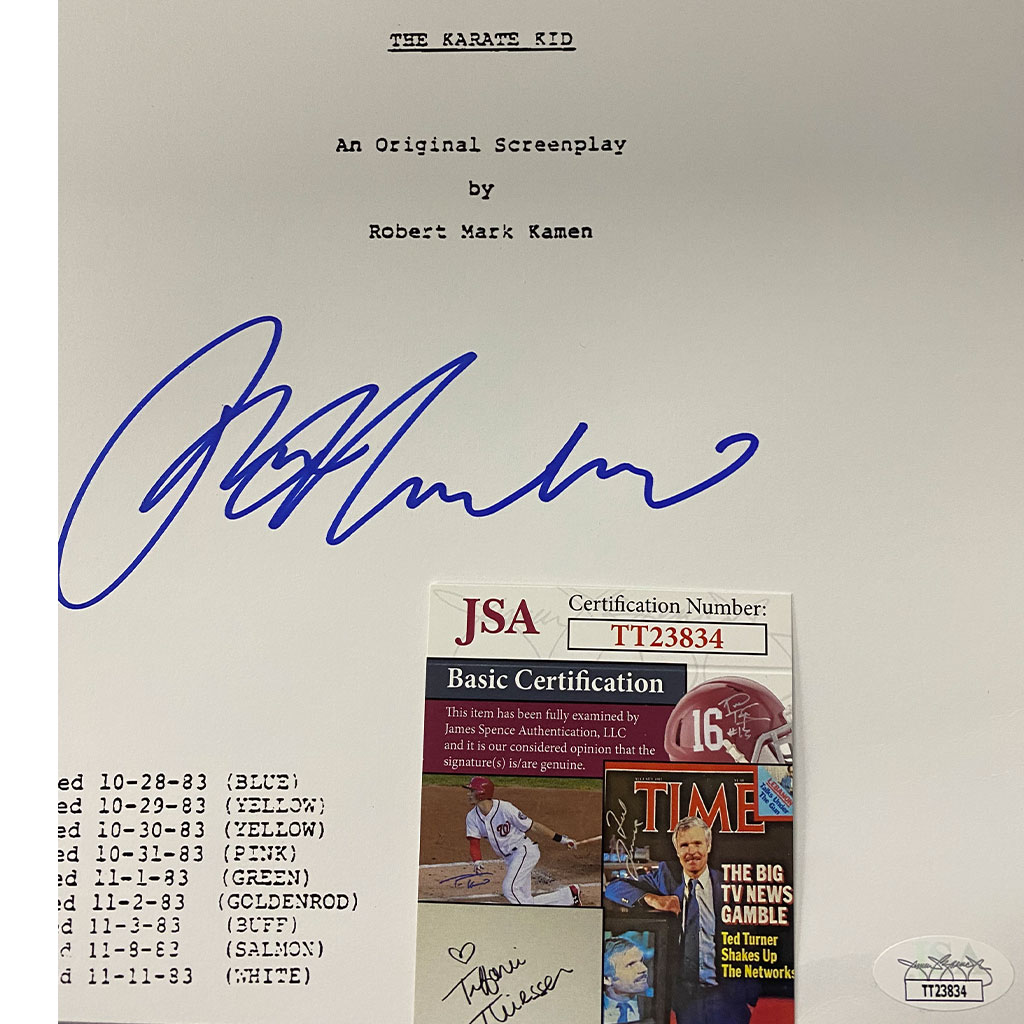 THE KARATE KID
An Original Screenplay
by
Robert Mark Kamen
JSA
Certification Number:
TT23834
Basic Certification
This item has been fully examined by
James Spence Authentication, LLC
and it is our considered opinion that the
signature(s) is/are genuine.
16
TIME
THE BIG
TV NEWS
GAMBLE
Ted Turner
Shakes Up
The Networks
Tiffani
Thiessen
ed 10-28-83 (BLUE)
ed 10-29-83 (YELLOW)
ed 10-30-83 (YELLOW)
ed 10-31-83 (PINK)
ed 11-1-83 (GREEN)
ed 11-2-83 (GOLDENROD)
d 11-3-83 (BUFF)
d 11-8-83 (SALMON)
d 11-11-83 (WHITE)
JSA
TT23834